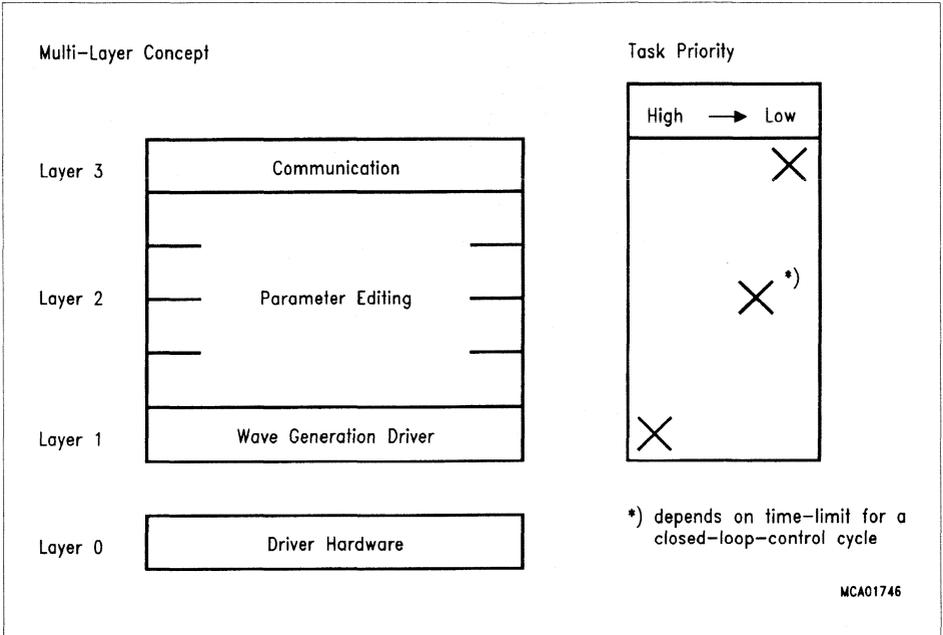 Multi-Layer Concept
Task Priority
High → Low
Layer 3
Communication
Layer 2
Parameter Editing
*)
Layer 1
Wave Generation Driver
Layer 0
Driver Hardware
*) depends on time-limit for a
closed-loop-control cycle
MCA01746